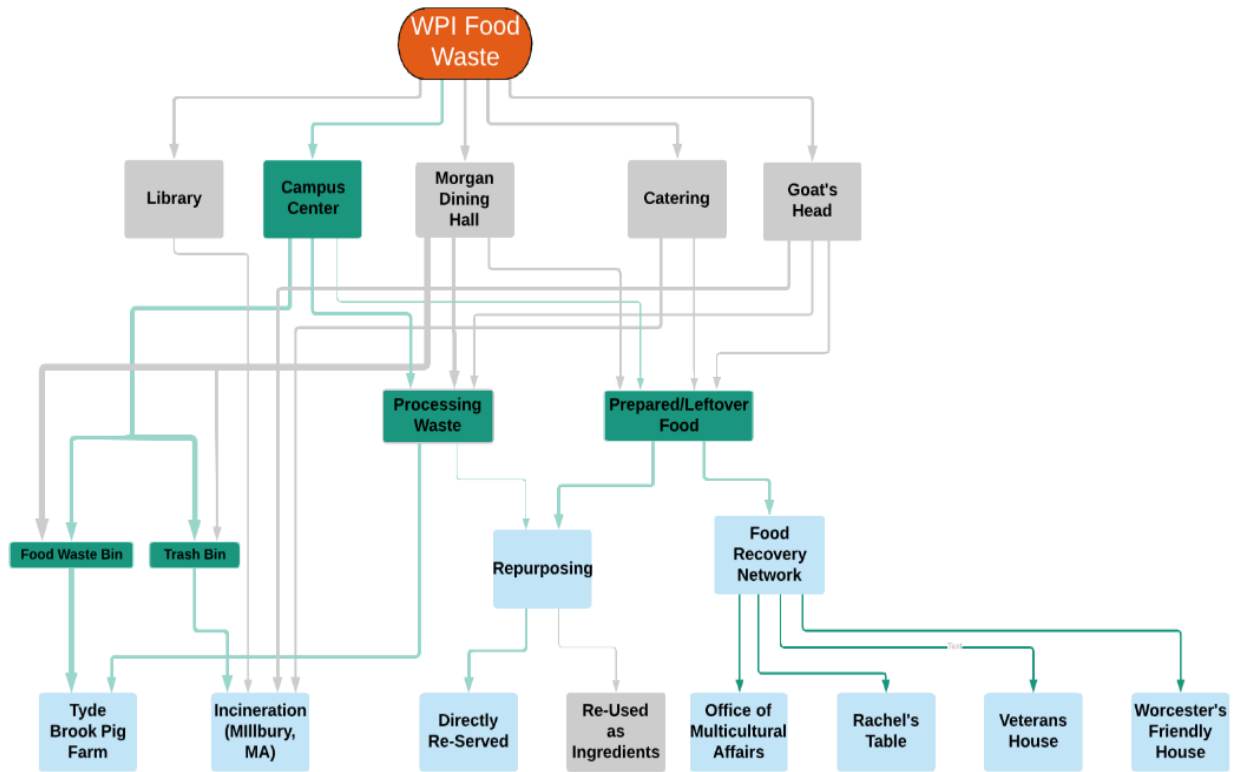 WPI Food
Waste
Library
Campus
Center
Morgan
Dining
Hall
Catering
Goat's
Head
Processing
Waste
Prepared/Leftover
Food
Food Waste Bin
Trash Bin
Repurposing
Food
Recovery
Network
Text
Tyde
Brook Pig
Farm
Incineration
(MIllbury,
MA)
Directly
Re-Served
Re-Used
as
Ingredients
Office of
Multicultural
Affairs
Rachel's
Table
Veterans
House
Worcester's
Friendly
House